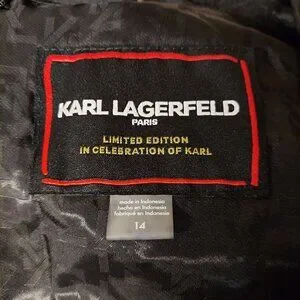 KARL LAGERFELD
PARIS
LIMITED EDITION
IN CELEBRATION OF KARL
made in Indonesia
hecho en Indonesia
fabriqué en Indonésie
14